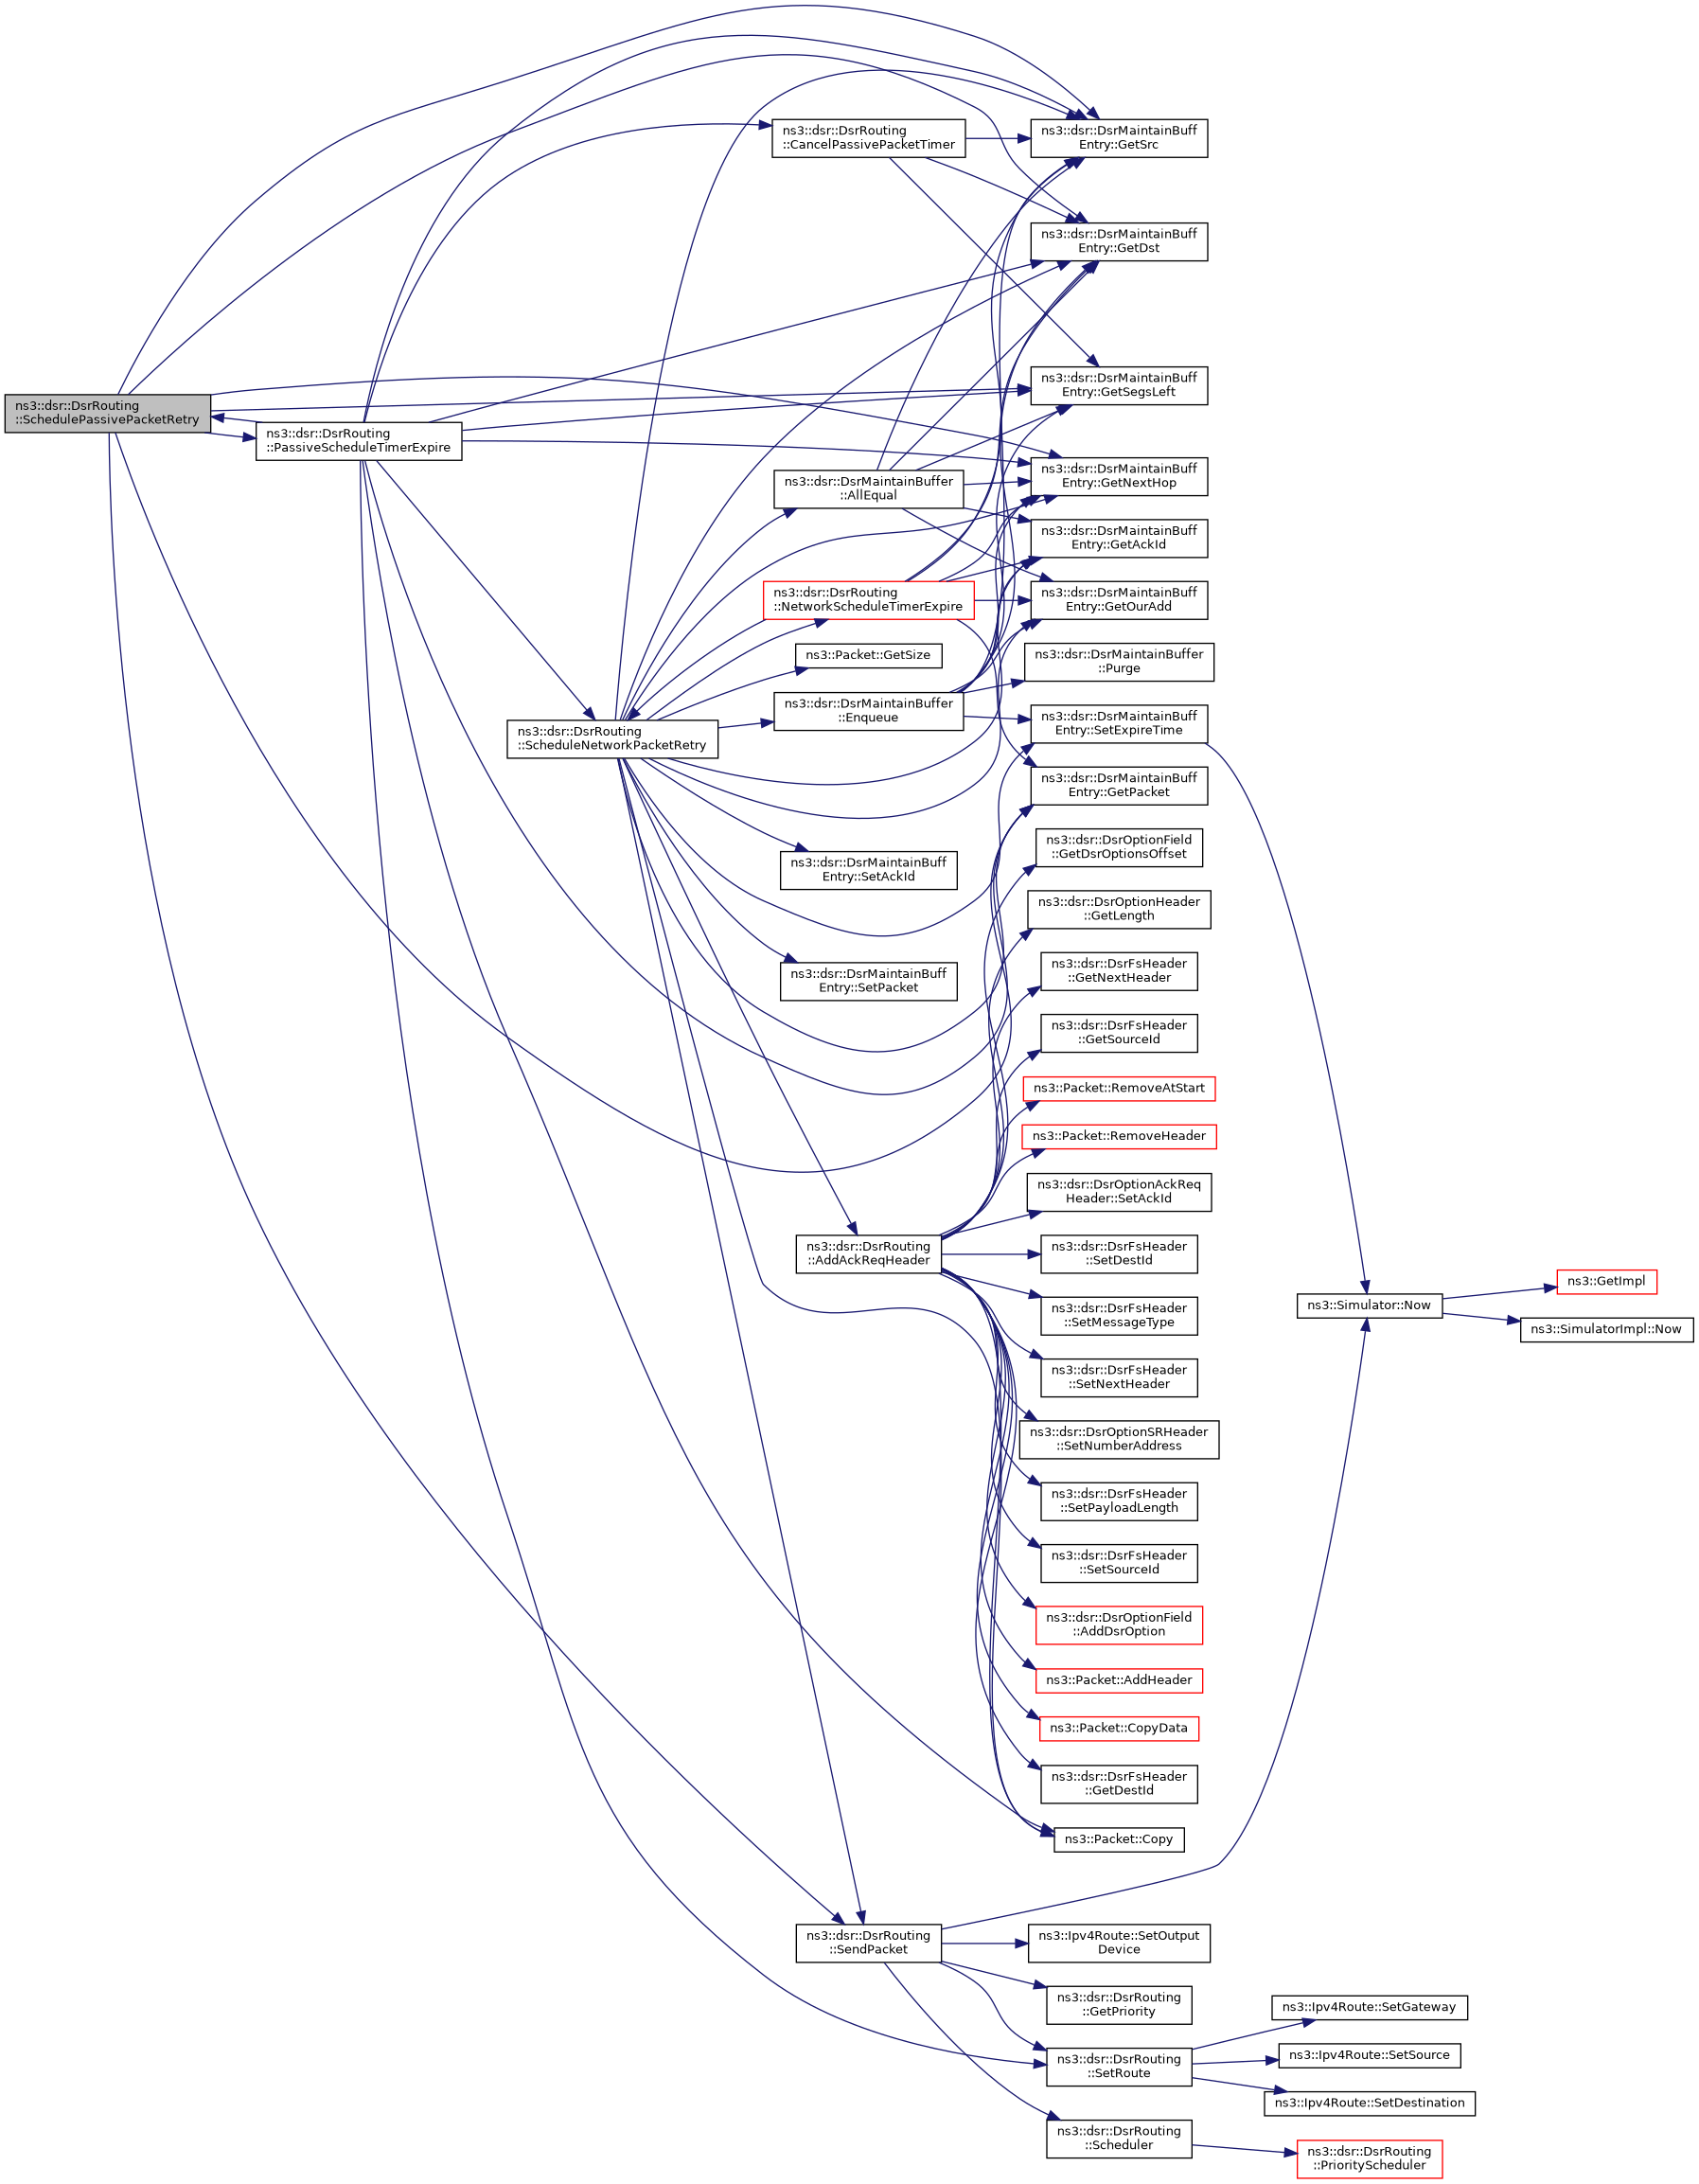 ns3::dsr::DsrRouting
::SchedulePassivePacketRetry
ns3::dsr::DsrRouting
::PassiveScheduleTimerExpire
ns3::dsr::DsrRouting
::ScheduleNetworkPacketRetry
ns3::dsr::DsrRouting
::CancelPassivePacketTimer
ns3::dsr::DsrMaintainBuffer
::AllEqual
ns3::dsr::DsrRouting
::NetworkScheduleTimerExpire
ns3::Packet::GetSize
ns3::dsr::DsrMaintainBuffer
::Enqueue
ns3::dsr::DsrMaintainBuff
Entry::SetAckId
ns3::dsr::DsrMaintainBuff
Entry::SetPacket
ns3::dsr::DsrRouting
::AddAckReqHeader
ns3::dsr::DsrRouting
::SendPacket
ns3::dsr::DsrMaintainBuff
Entry::GetSrc
ns3::dsr::DsrMaintainBuff
Entry::GetDst
ns3::dsr::DsrMaintainBuff
Entry::GetSegsLeft
ns3::dsr::DsrMaintainBuff
Entry::GetNextHop
ns3::dsr::DsrMaintainBuff
Entry::GetAckId
ns3::dsr::DsrMaintainBuff
Entry::GetOurAdd
ns3::dsr::DsrMaintainBuffer
::Purge
ns3::dsr::DsrMaintainBuff
Entry::SetExpireTime
ns3::dsr::DsrMaintainBuff
Entry::GetPacket
ns3::dsr::DsrOptionField
::GetDsrOptionsOffset
ns3::dsr::DsrOptionHeader
::GetLength
ns3::dsr::DsrFsHeader
::GetNextHeader
ns3::dsr::DsrFsHeader
::GetSourceId
ns3::Packet::RemoveAtStart
ns3::Packet::RemoveHeader
ns3::dsr::DsrOptionAckReq
Header::SetAckId
ns3::dsr::DsrFsHeader
::SetDestId
ns3::dsr::DsrFsHeader
::SetMessageType
ns3::dsr::DsrFsHeader
::SetNextHeader
ns3::dsr::DsrOptionSRHeader
::SetNumberAddress
ns3::dsr::DsrFsHeader
::SetPayloadLength
ns3::dsr::DsrFsHeader
::SetSourceId
ns3::dsr::DsrOptionField
::AddDsrOption
ns3::Packet::AddHeader
ns3::Packet::CopyData
ns3::dsr::DsrFsHeader
::GetDestId
ns3::Packet::Copy
ns3::Ipv4Route::SetOutput
Device
ns3::dsr::DsrRouting
::GetPriority
ns3::dsr::DsrRouting
::SetRoute
ns3::dsr::DsrRouting
::Scheduler
ns3::Simulator::Now
ns3::GetImpl
ns3::SimulatorImpl::Now
ns3::Ipv4Route::SetGateway
ns3::Ipv4Route::SetSource
ns3::Ipv4Route::SetDestination
ns3::dsr::DsrRouting
::PriorityScheduler